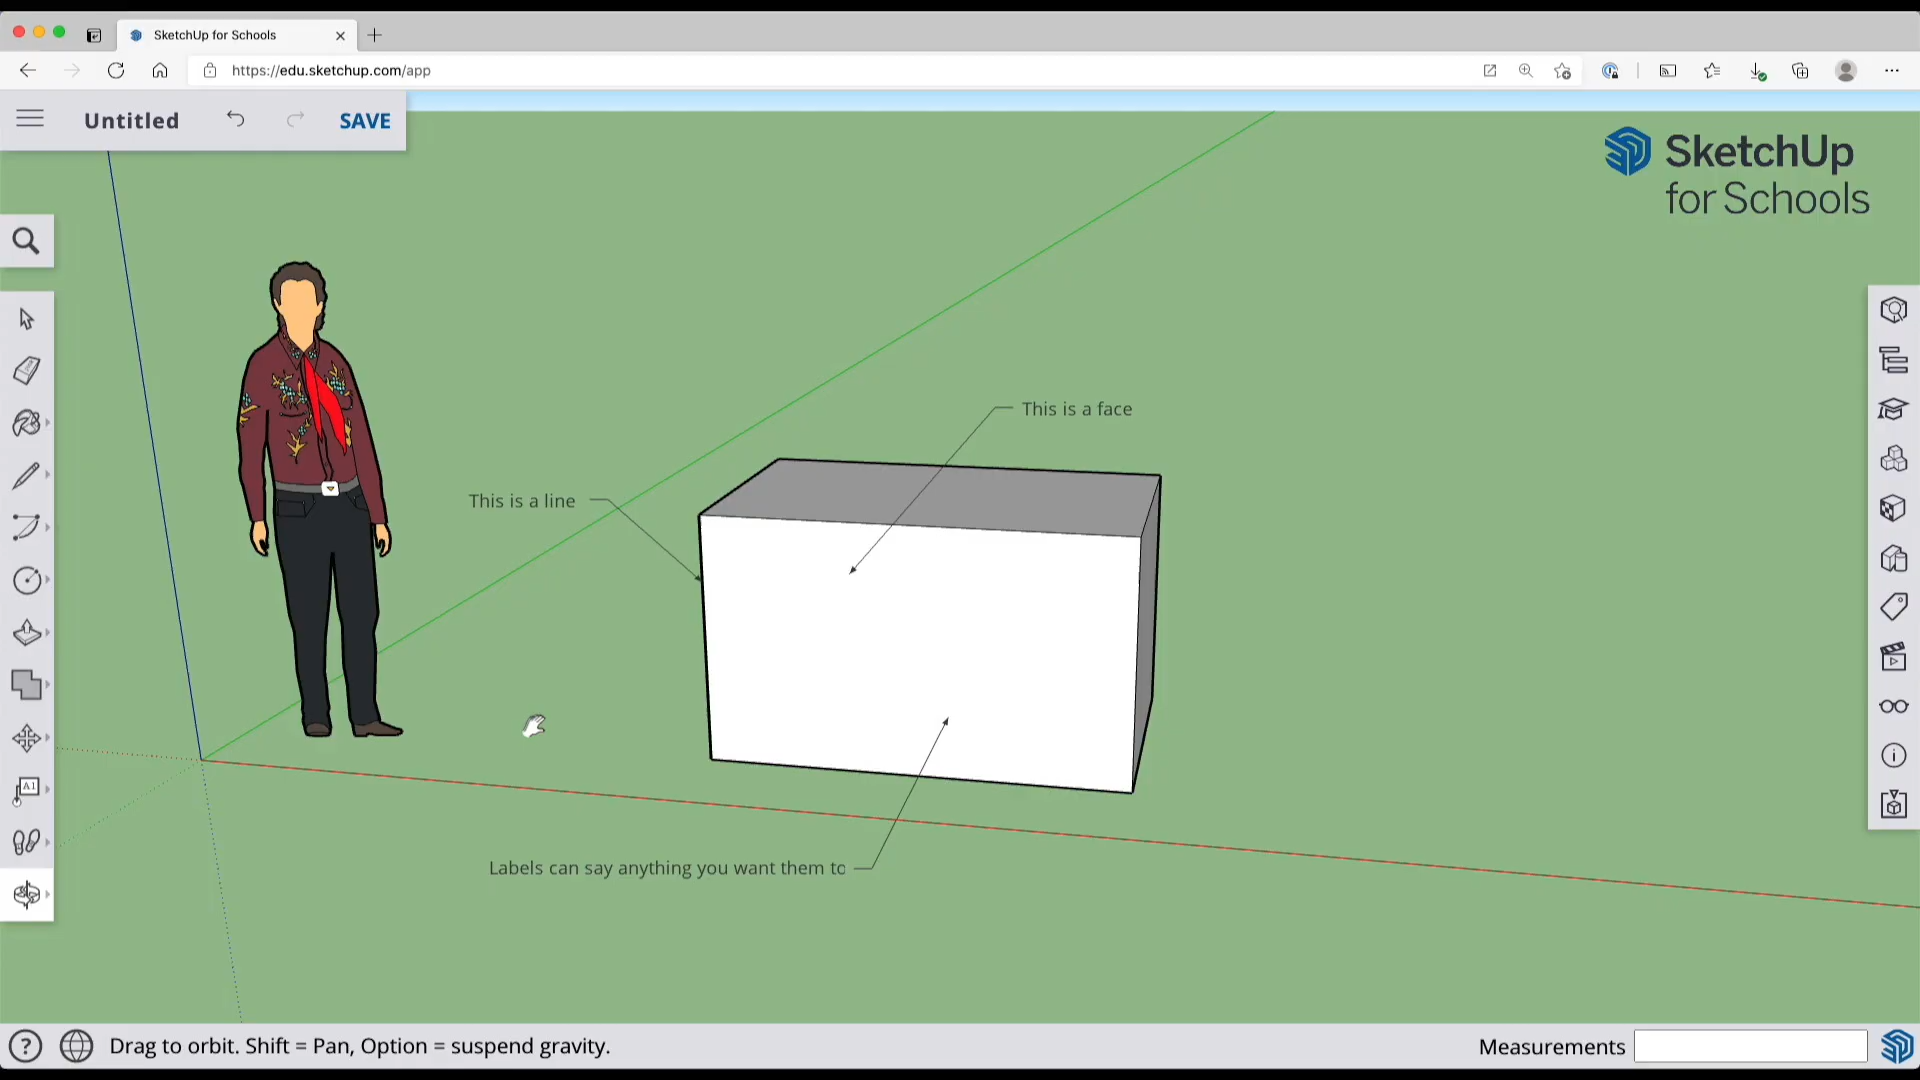 SketchUp for Schools
https://edu.sketchup.com/app
Untitled
SAVE
SketchUp
for Schools
This is a face
This is a line
A1
Labels can say anything you want them to
? Drag to orbit. Shift = Pan, Option = suspend gravity.
Measurements